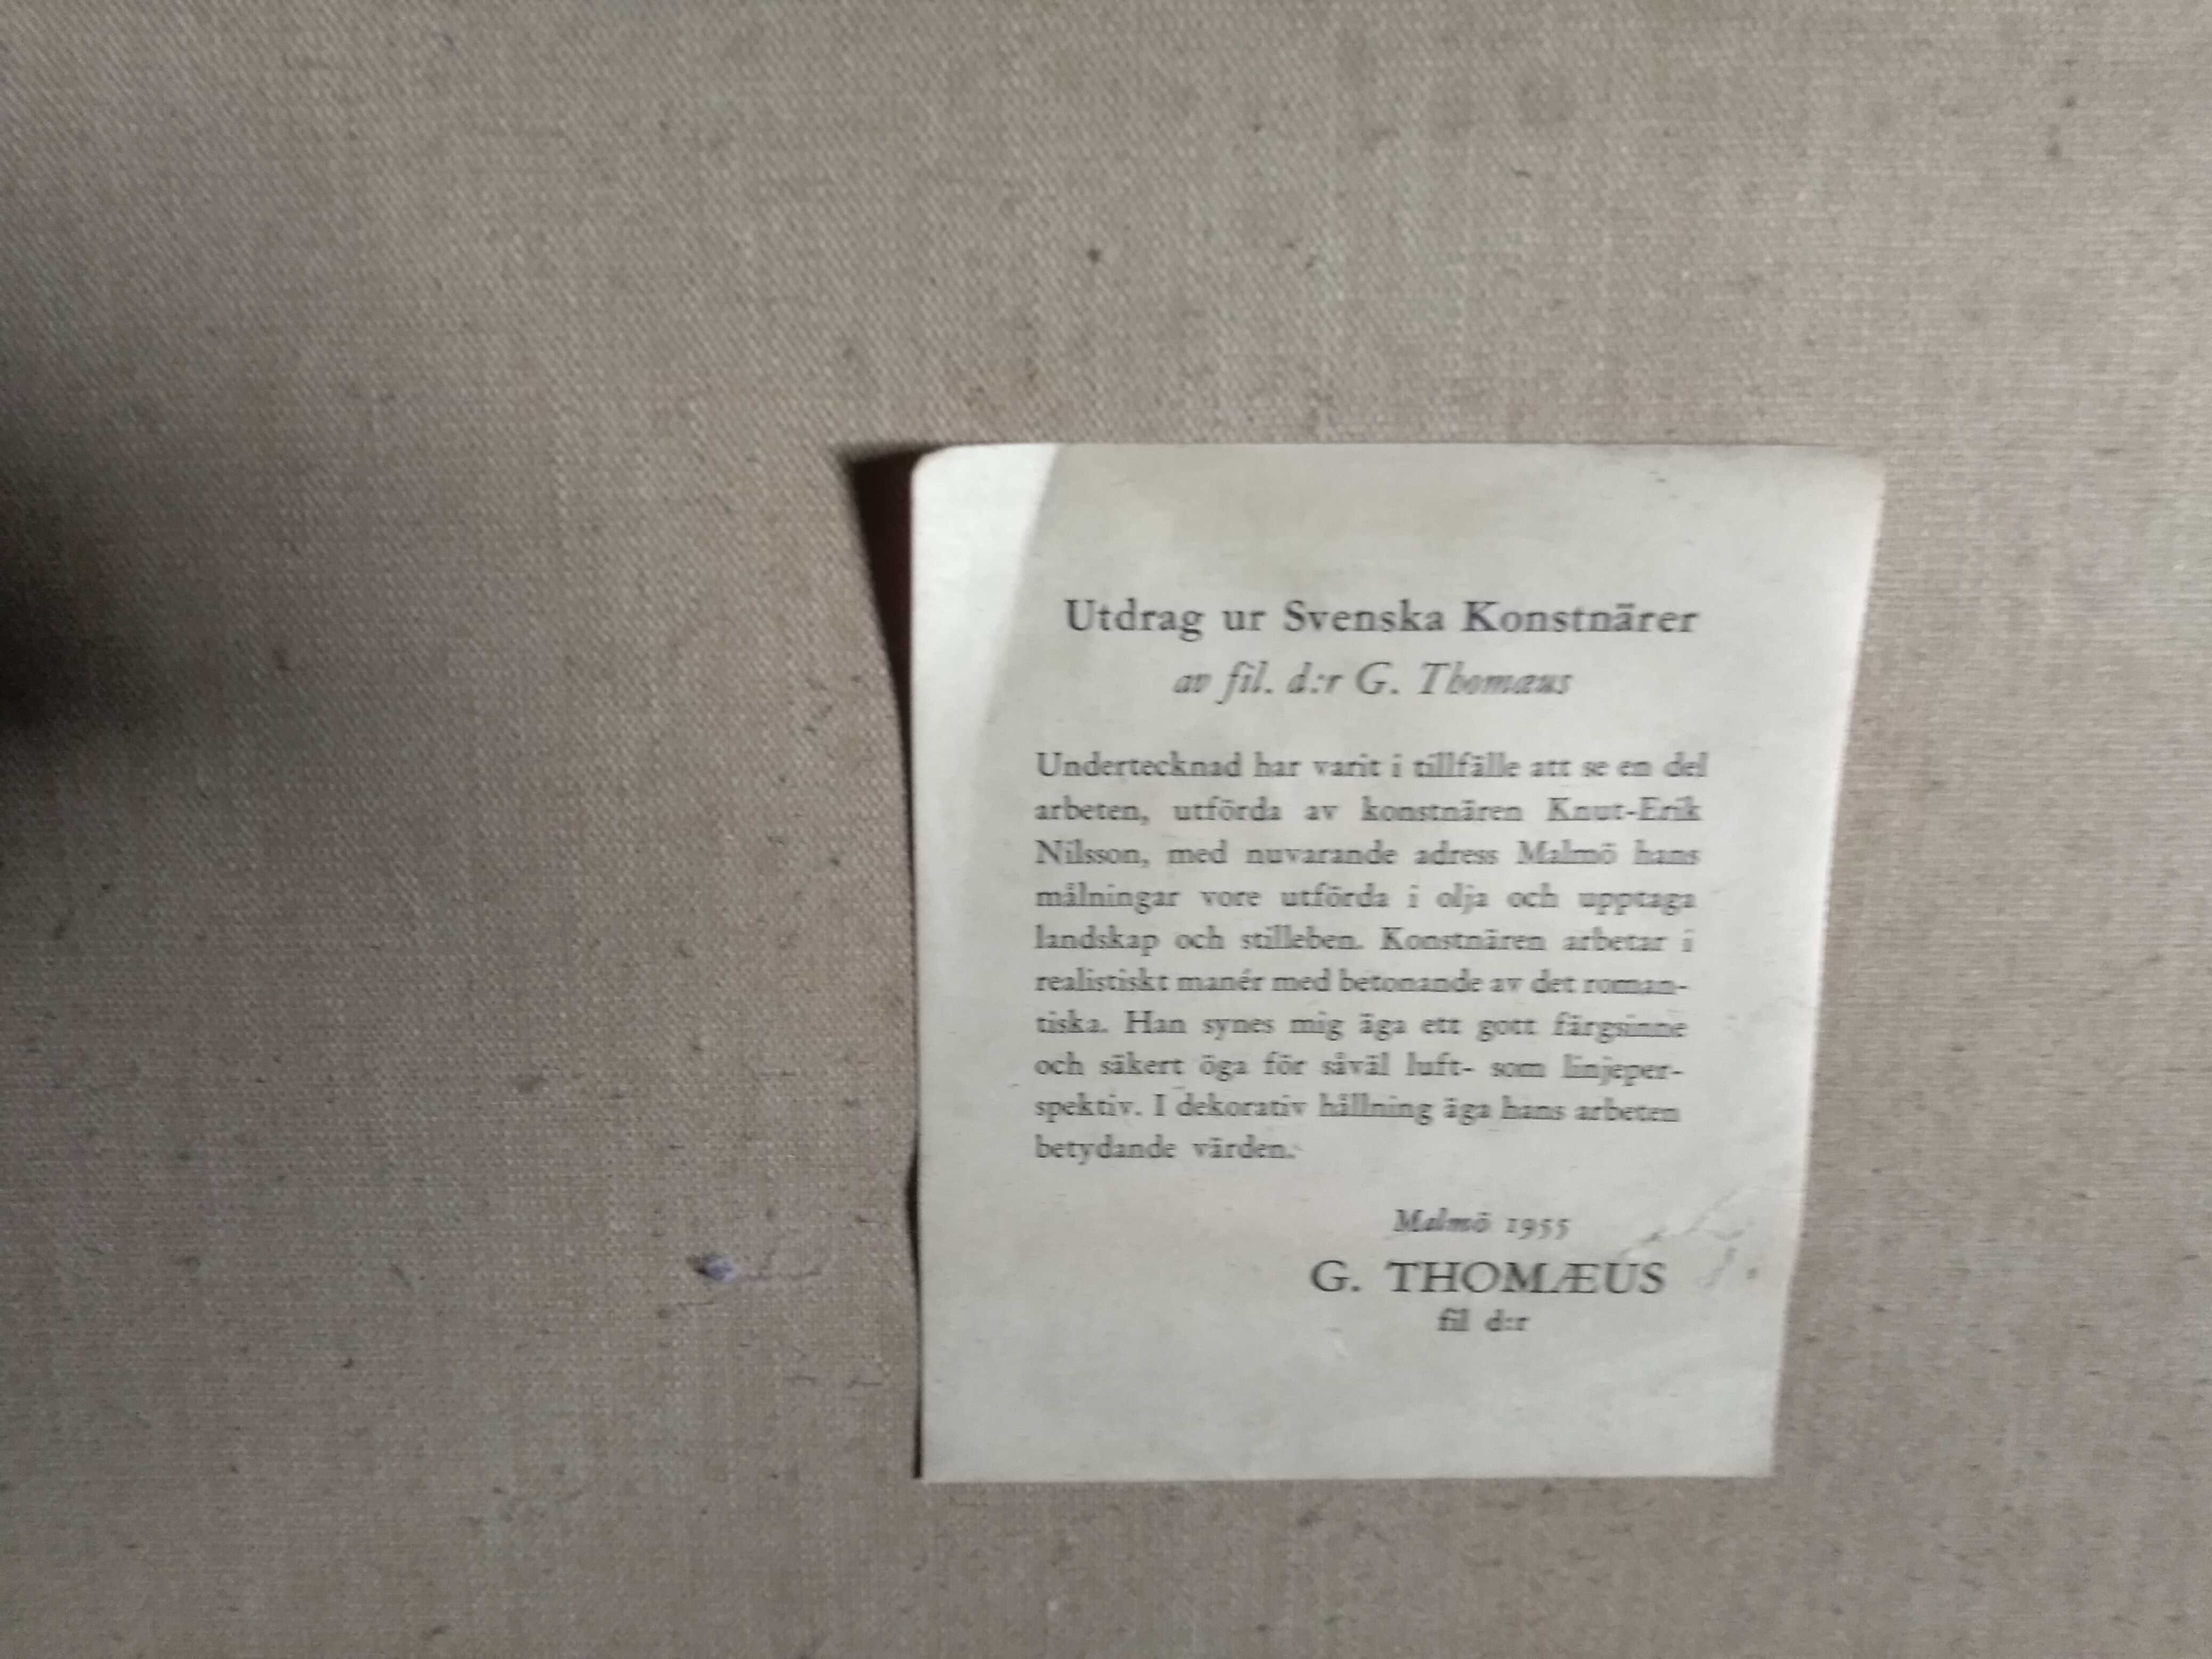 Utdrag ur Svenska Konstnärer
av fil. d:r G. Thomæus
Undertecknad har varit i tillfälle att se en del
arbeten, utförda av konstnären Knut-Erik
Nilsson, med nuvarande adress Malmö hans
målningar vore utförda i olja och upptaga
landskap och stilleben. Konstnären arbetar i
realistiskt manér med betonande av det roman-
tiska. Han synes mig äga ett gott färgsinne
och säkert öga för såväl luft- som linjeper-
spektiv. I dekorativ hållning äga hans arbeten
betydande värden.
Malmö 1955
G. THOMÆUS
fil d:r